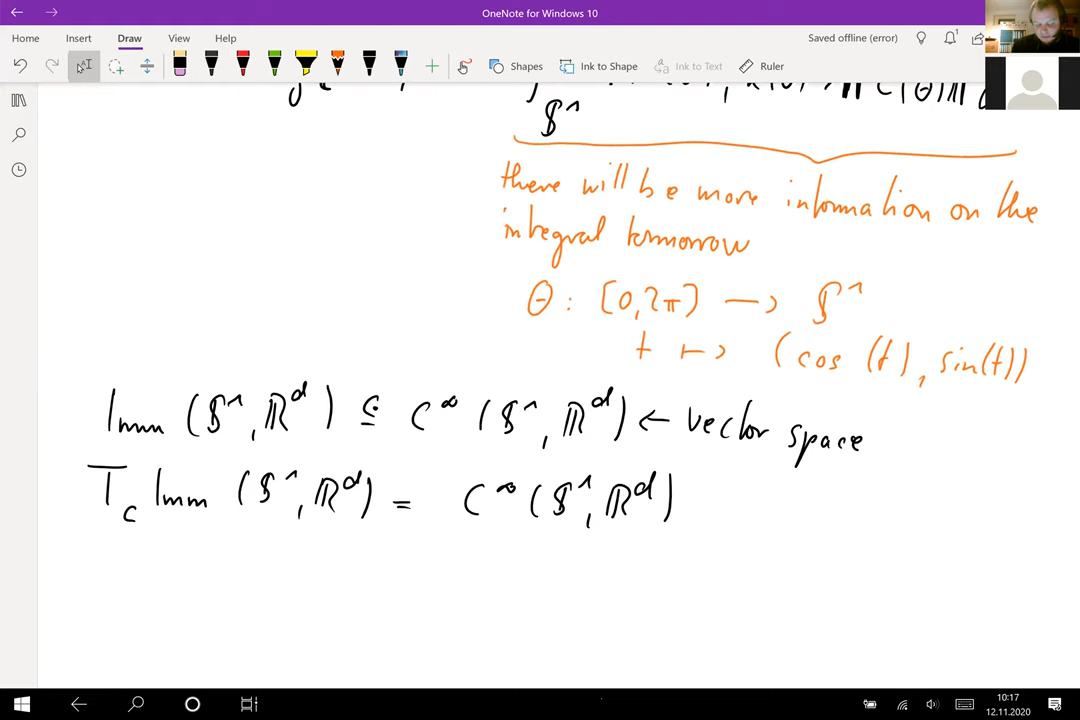 OneNote for Windows 10
Home Insert Draw View Help
Saved offline (error)
Shapes Ink to Shape Ink to Text Ruler
𝕊¹
there will be more information on the
integral tomorrow
Θ : [0,2π] → 𝕊¹
t ↦ (cos (t), sin(t))
Imm (𝕊¹, ℝᵈ) ⊆ C^∞ (𝕊¹, ℝᵈ) ← vector space
T_c Imm (𝕊¹, ℝᵈ) = C^∞ (𝕊¹, ℝᵈ)
10:17
12.11.2020